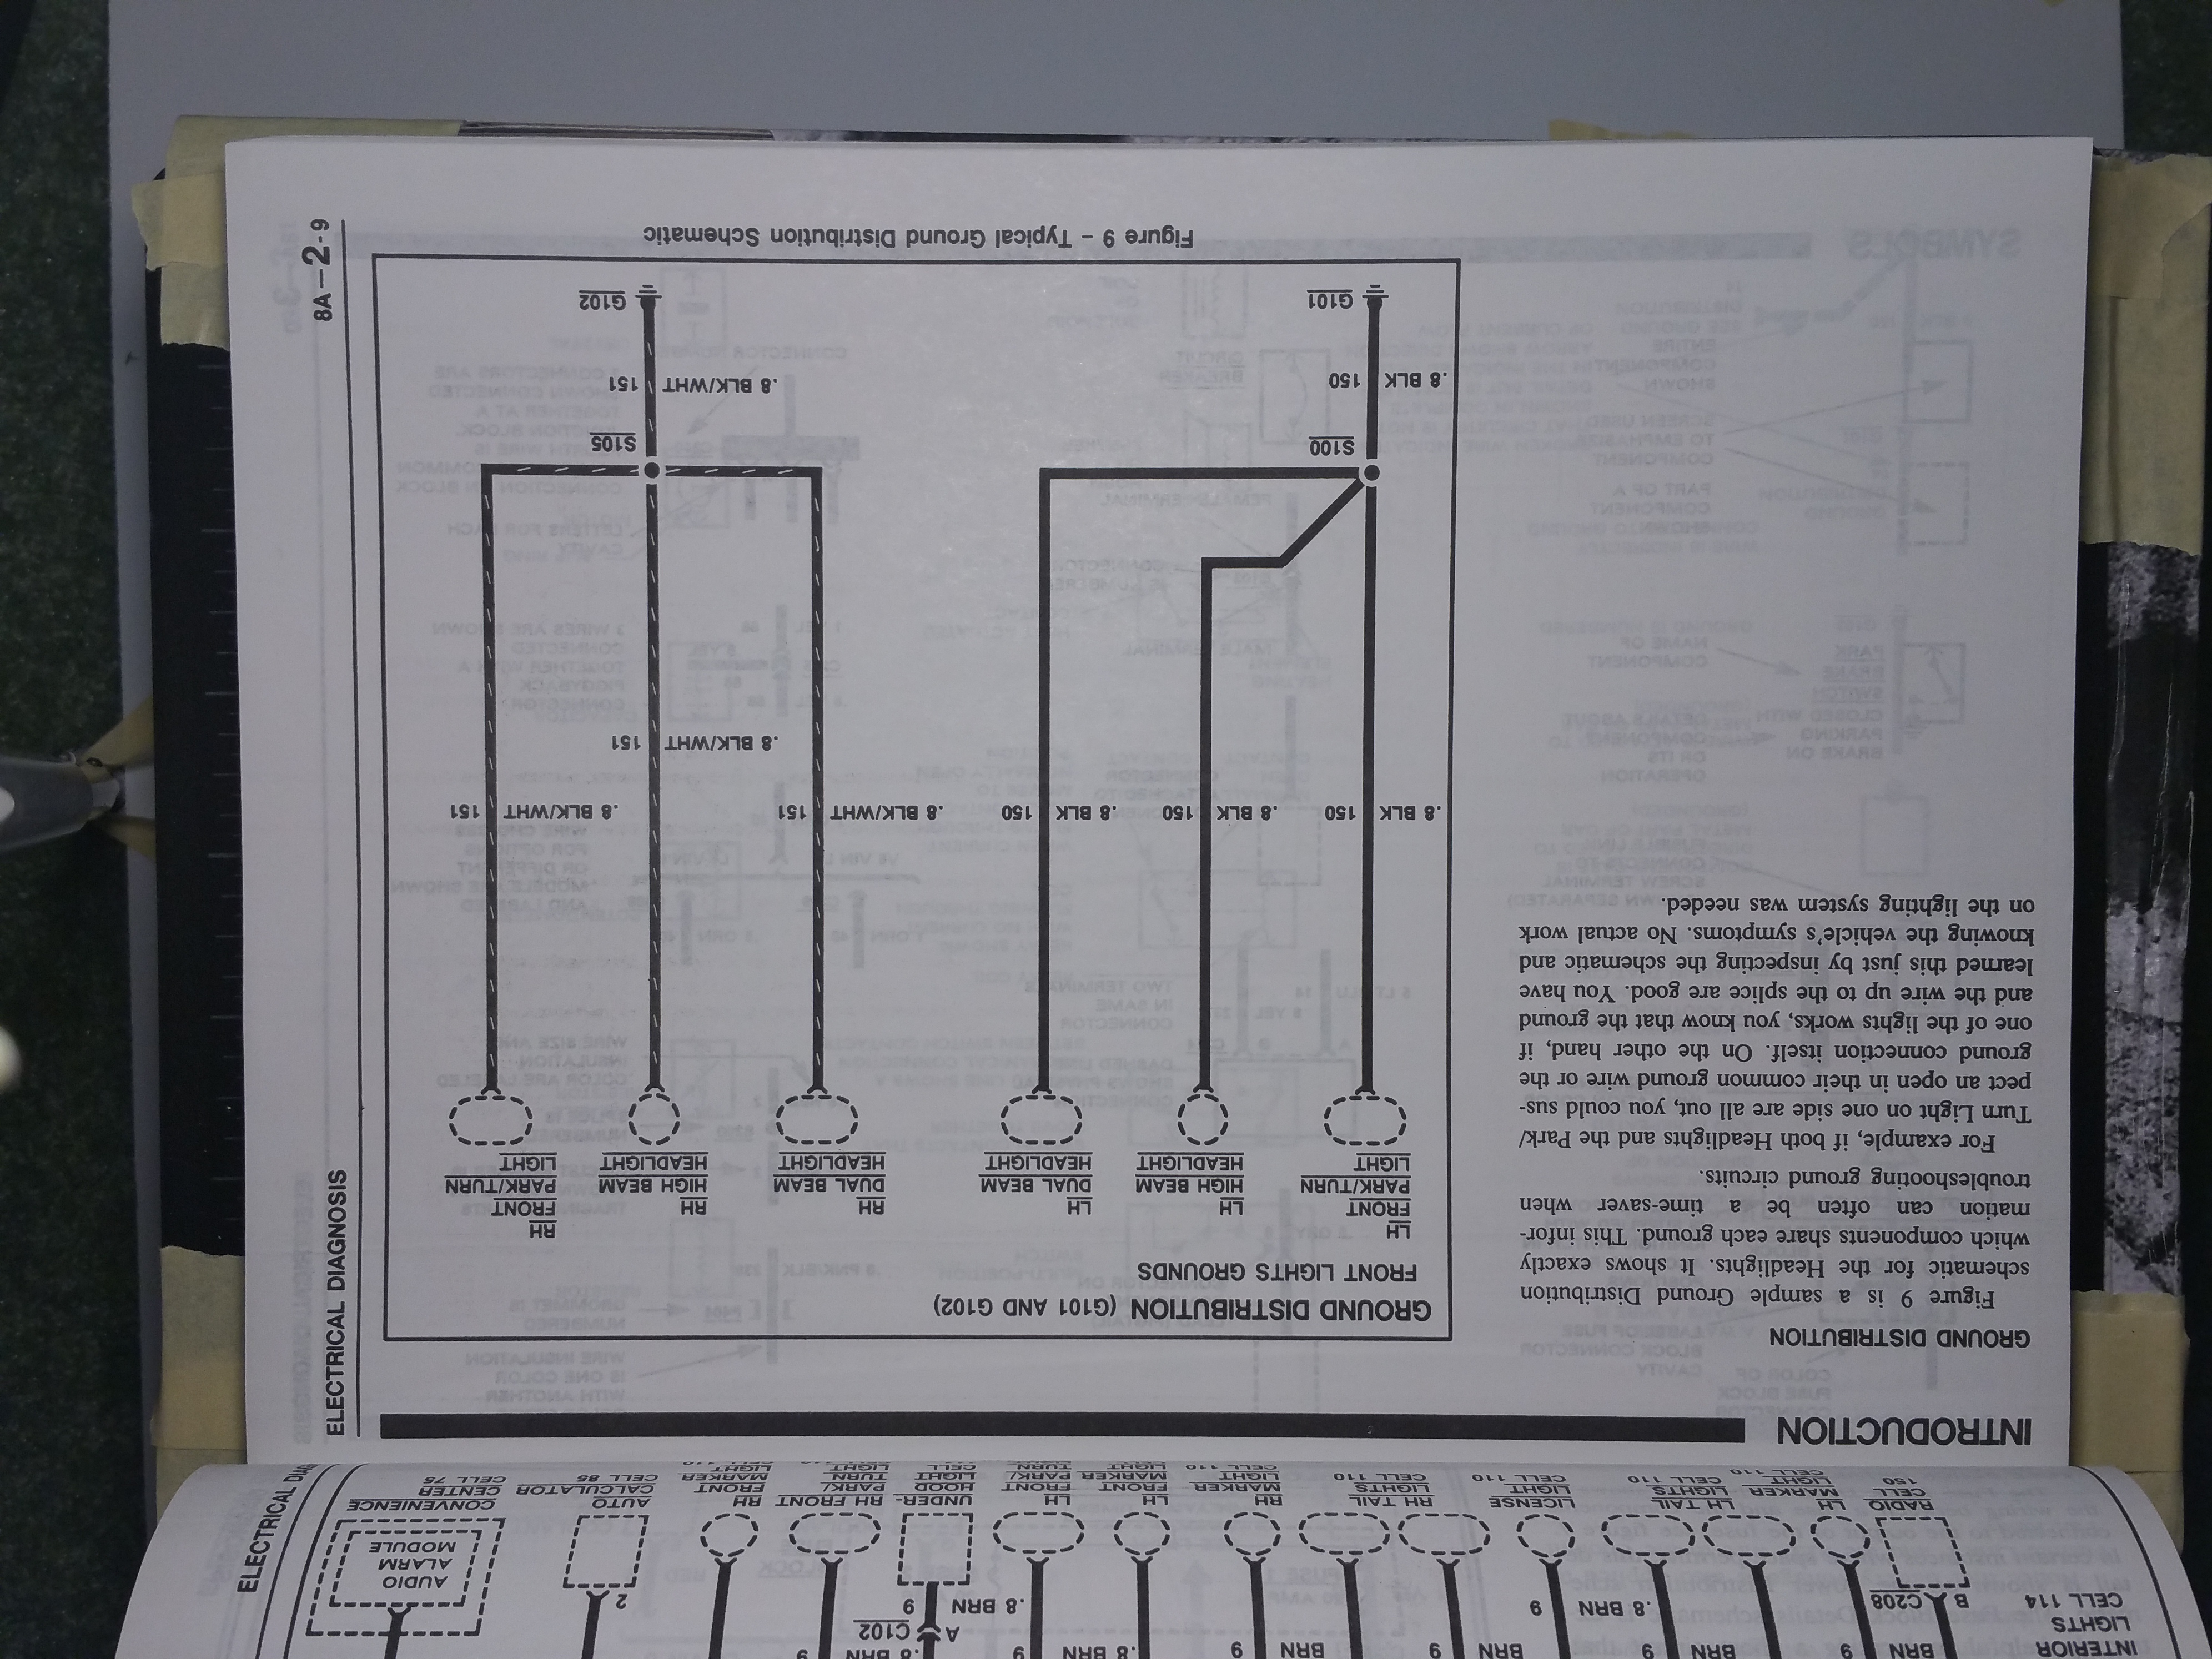 INTERIOR
LIGHTS
CELL 114
BRN 9
BRN 9
BRN 9
BRN 9
.8 BRN
9
BRN 9
.8 BRN
B C208
.8 BRN 9
A C102
.8 BRN 9
2
AUDIO
ALARM
MODULE
RADIO
CELL
150
LH
MARKER
LIGHT
CELL 110
LH TAIL
LIGHTS
CELL 110
LICENSE
LIGHT
CELL 110
RH TAIL
LIGHTS
CELL 110
RH
MARKER
LIGHT
CELL 110
LH
FRONT
MARKER
LIGHT
LH
FRONT
PARK/
TURN
UNDER-
HOOD
LIGHT
CELL
RH FRONT
PARK/
TURN
LIGHT
RH
FRONT
MARKER
LIGHT
AUTO
CALCULATOR
CELL 85
CONVENIENCE
CENTER
CELL 75
ELECTRICAL
INTRODUCTION
ELECTRICAL DIAGNOSIS
8A-2-9
GROUND DISTRIBUTION
Figure 9 is a sample Ground Distribution
schematic for the Headlights. It shows exactly
which components share each ground. This infor-
mation can often be a time-saver when
troubleshooting ground circuits.
For example, if both Headlights and the Park/
Turn Light on one side are all out, you could sus-
pect an open in their common ground wire or the
ground connection itself. On the other hand, if
one of the lights works, you know that the ground
and the wire up to the splice are good. You have
learned this just by inspecting the schematic and
knowing the vehicle's symptoms. No actual work
on the lighting system was needed.
GROUND DISTRIBUTION (G101 AND G102)
FRONT LIGHTS GROUNDS
LH
FRONT
PARK/TURN
LIGHT
LH
HIGH BEAM
HEADLIGHT
LH
DUAL BEAM
HEADLIGHT
RH
DUAL BEAM
HEADLIGHT
RH
HIGH BEAM
HEADLIGHT
RH
FRONT
PARK/TURN
LIGHT
.8 BLK 150
.8 BLK 150
.8 BLK 150
.8 BLK/WHT 151
.8 BLK/WHT 151
.8 BLK/WHT 151
S100
S105
.8 BLK 150
.8 BLK/WHT 151
G101
G102
Figure 9 – Typical Ground Distribution Schematic